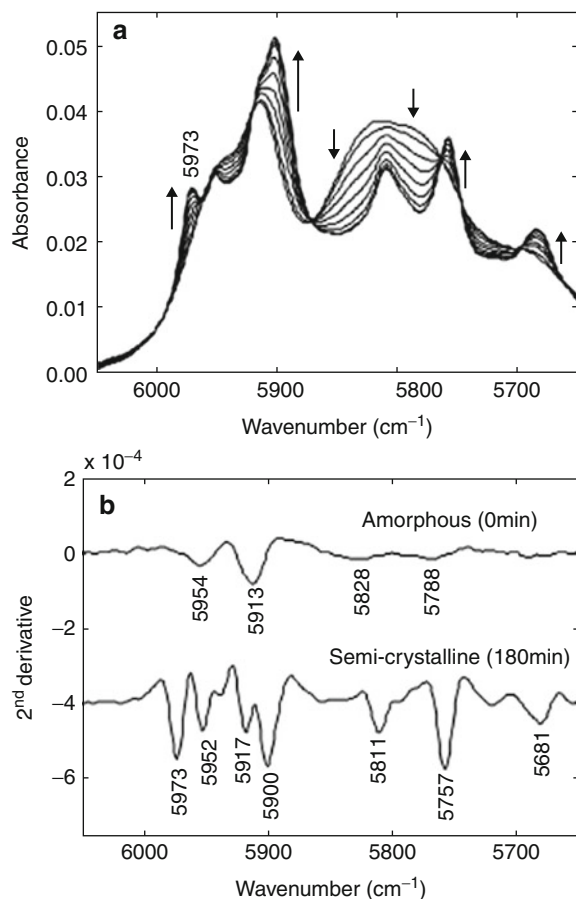 a
0.05
0.04
0.03
0.02
0.01
0.00
Absorbance
5973
6000 5900 5800 5700
Wavenumber (cm⁻¹)
x 10⁻⁴
b
2
0
−2
−4
−6
2nd derivative
Amorphous (0min)
5954 5913 5828 5788
Semi-crystalline (180min)
5973 5952 5917 5900 5811 5757 5681
6000 5900 5800 5700
Wavenumber (cm⁻¹)